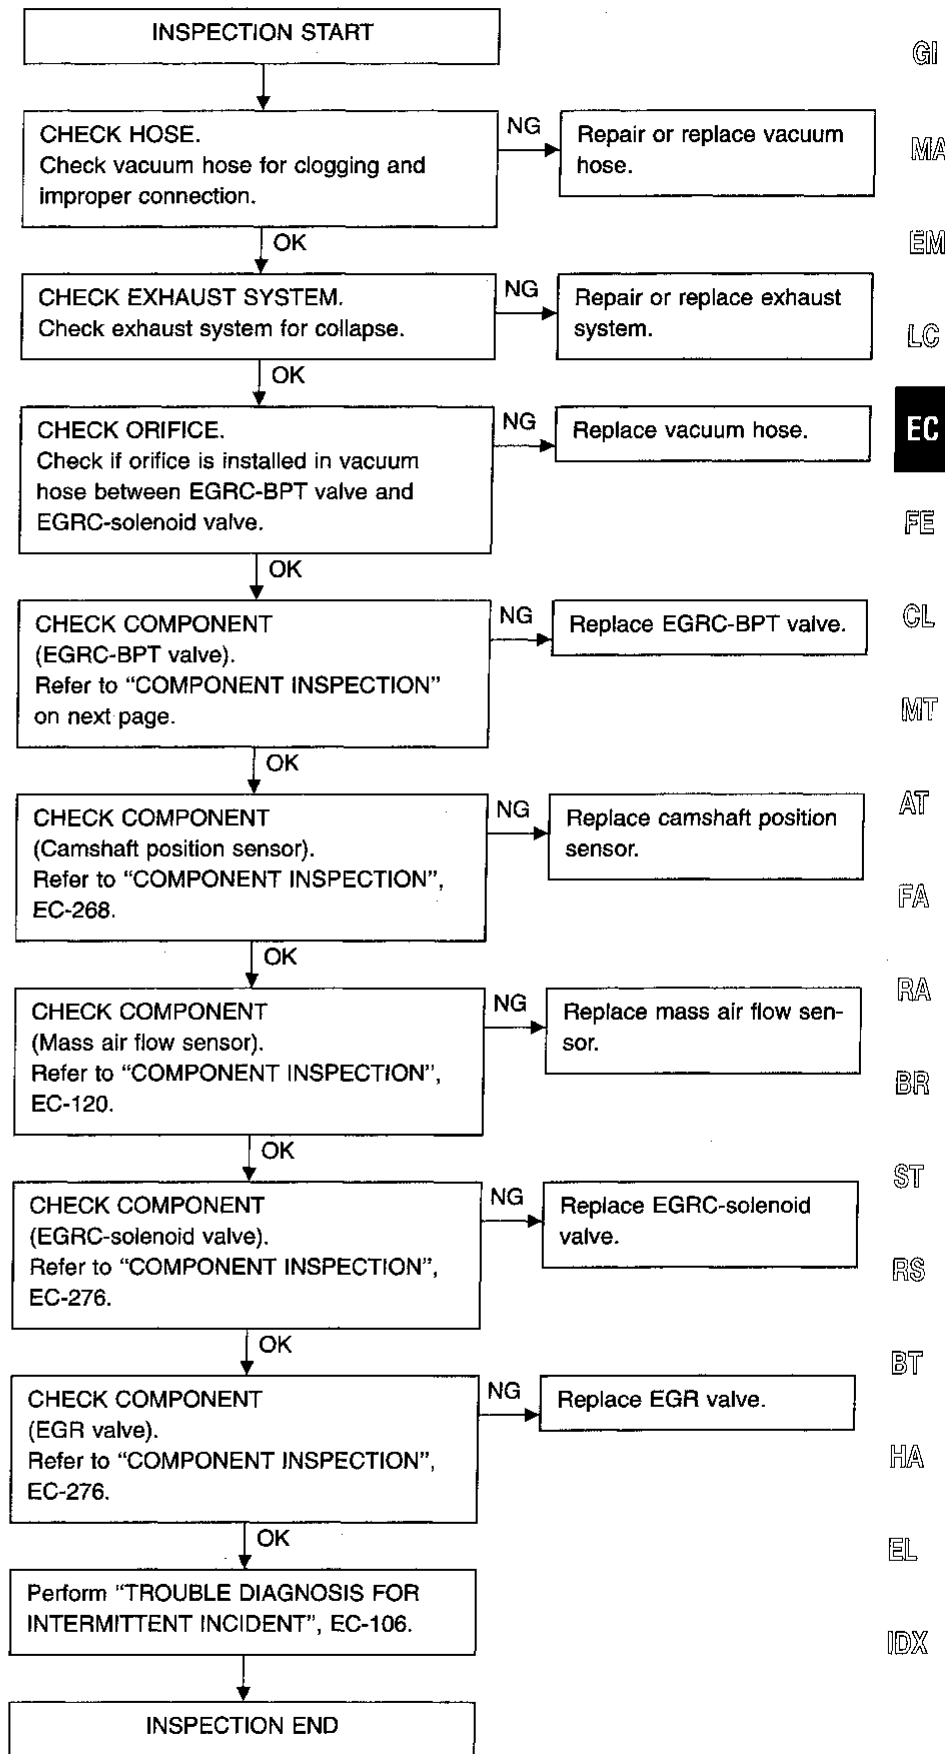 INSPECTION START
CHECK HOSE.
Check vacuum hose for clogging and
improper connection.
NG
Repair or replace vacuum
hose.
OK
CHECK EXHAUST SYSTEM.
Check exhaust system for collapse.
NG
Repair or replace exhaust
system.
OK
CHECK ORIFICE.
Check if orifice is installed in vacuum
hose between EGRC-BPT valve and
EGRC-solenoid valve.
NG
Replace vacuum hose.
OK
CHECK COMPONENT
(EGRC-BPT valve).
Refer to “COMPONENT INSPECTION”
on next page.
NG
Replace EGRC-BPT valve.
OK
CHECK COMPONENT
(Camshaft position sensor).
Refer to “COMPONENT INSPECTION”,
EC-268.
NG
Replace camshaft position
sensor.
OK
CHECK COMPONENT
(Mass air flow sensor).
Refer to “COMPONENT INSPECTION”,
EC-120.
NG
Replace mass air flow sen-
sor.
OK
CHECK COMPONENT
(EGRC-solenoid valve).
Refer to “COMPONENT INSPECTION”,
EC-276.
NG
Replace EGRC-solenoid
valve.
OK
CHECK COMPONENT
(EGR valve).
Refer to “COMPONENT INSPECTION”,
EC-276.
NG
Replace EGR valve.
OK
Perform “TROUBLE DIAGNOSIS FOR
INTERMITTENT INCIDENT”, EC-106.
INSPECTION END
GI
MA
EM
LC
EC
FE
CL
MT
AT
FA
RA
BR
ST
RS
BT
HA
EL
IDX